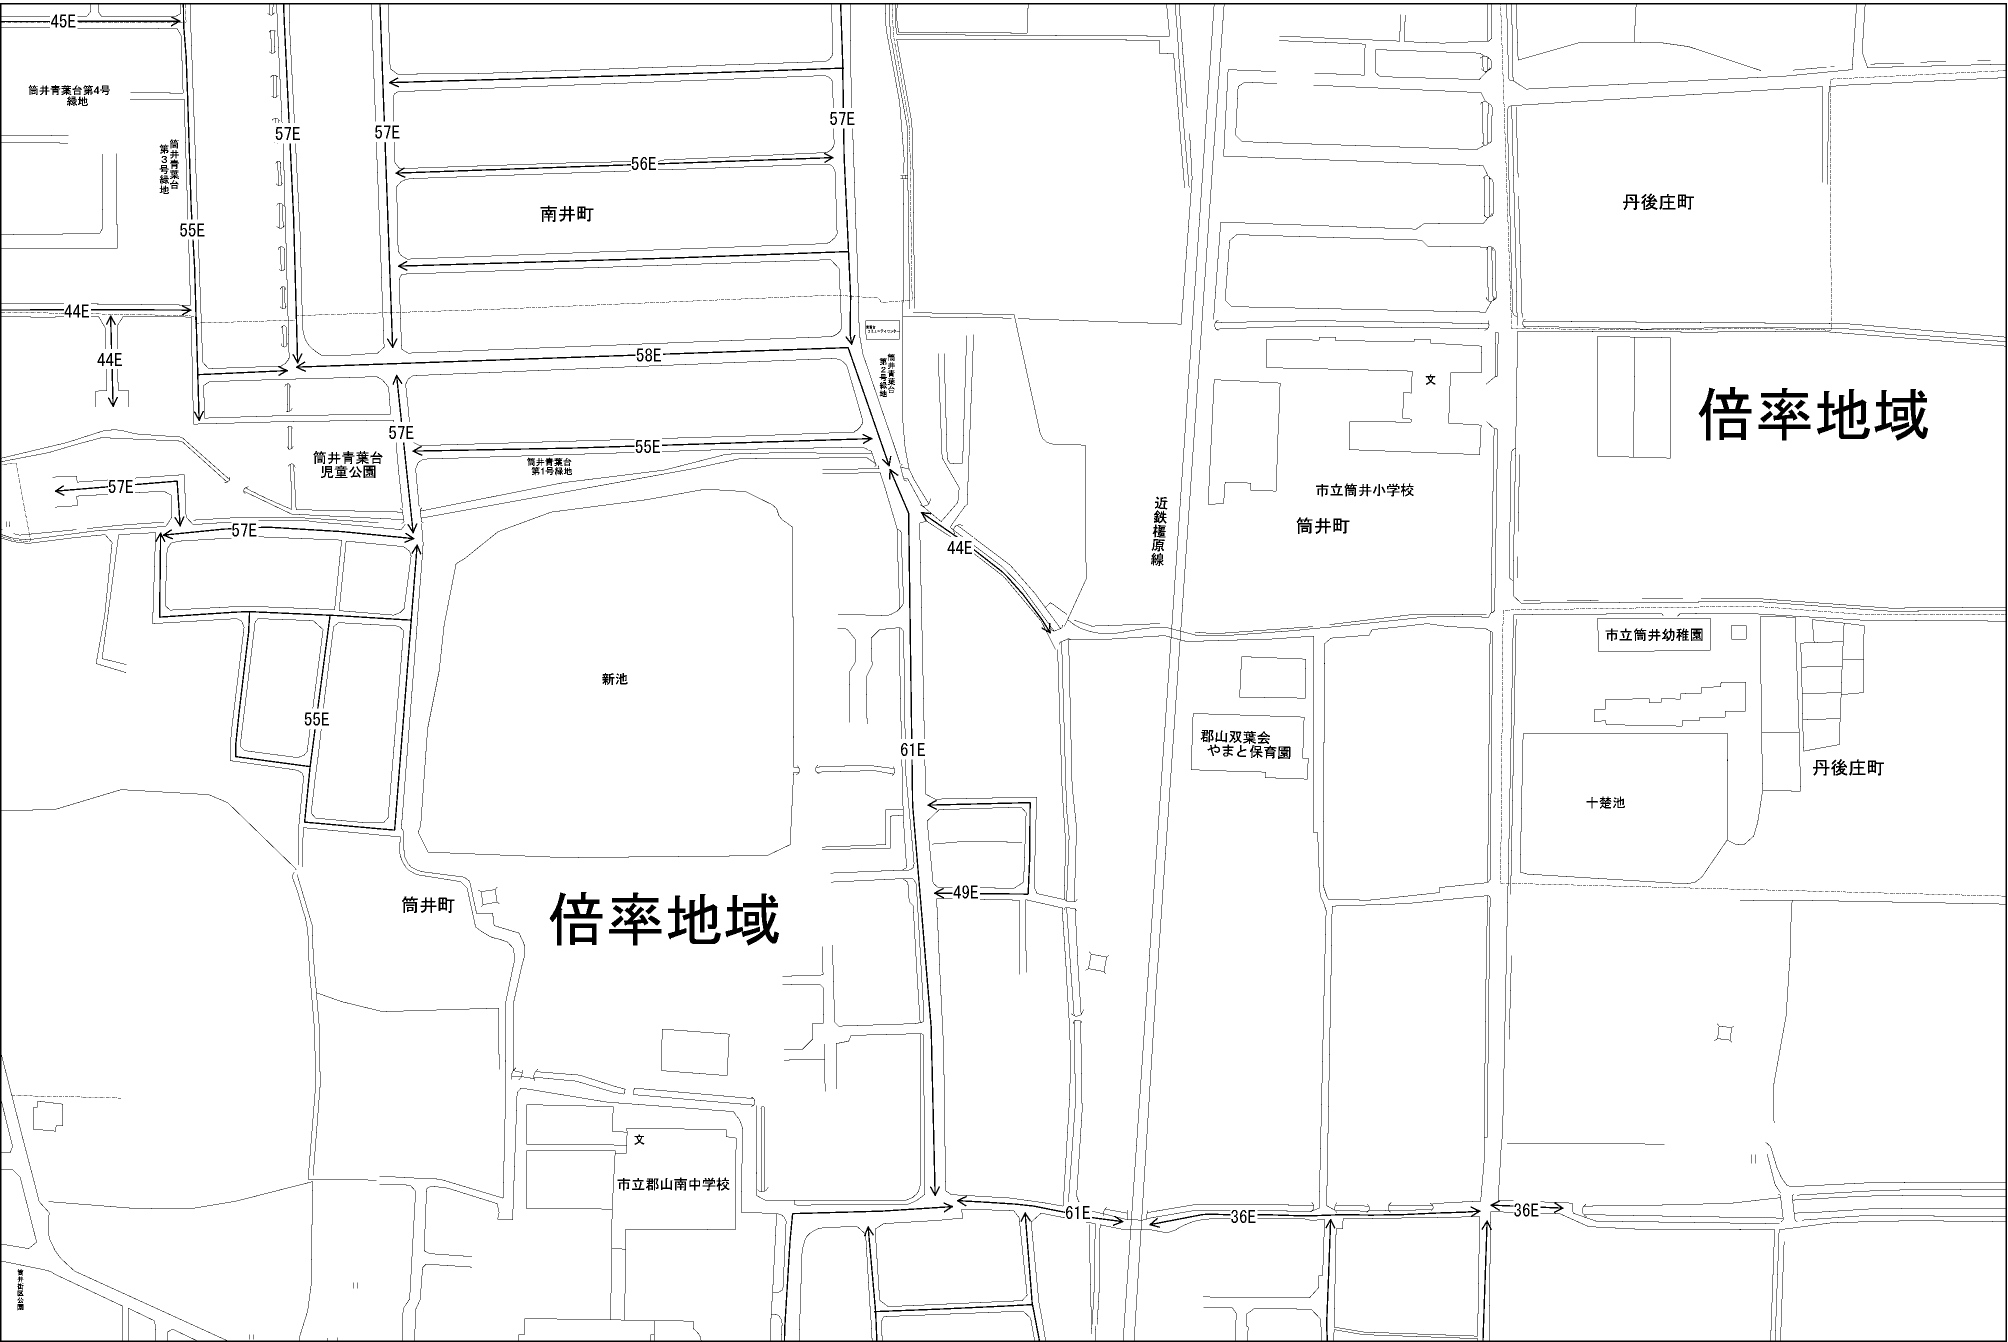 45E
筒井青葉台第4号
緑地
筒井青葉台
第3号緑地
57E
57E
57E
56E
南井町
丹後庄町
55E
44E
44E
58E
筒井青葉台
第2号緑地
文
倍率地域
57E
55E
筒井青葉台
児童公園
筒井青葉台
第1号緑地
57E
57E
市立筒井小学校
筒井町
近鉄橿原線
44E
市立筒井幼稚園
新池
55E
61E
郡山双葉会
やまと保育園
丹後庄町
十楚池
49E
筒井町
倍率地域
文
市立郡山南中学校
61E
36E
36E
筒井街区公園